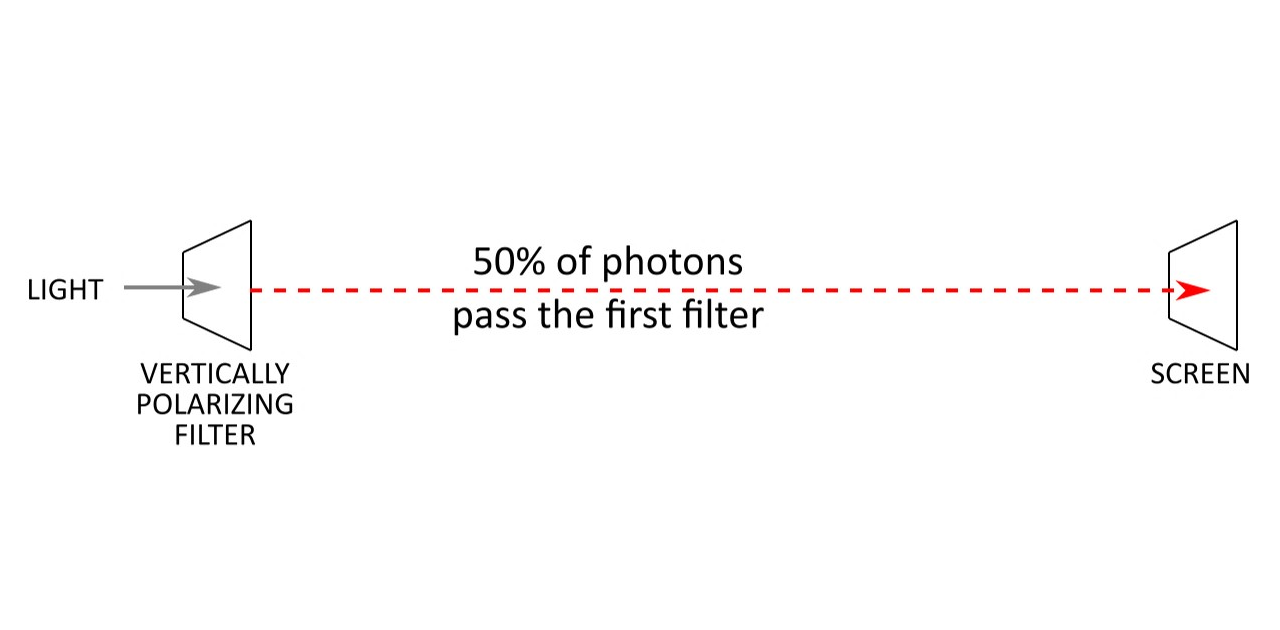 50% of photons
LIGHT
pass the first filter
VERTICALLY
POLARIZING
FILTER
SCREEN